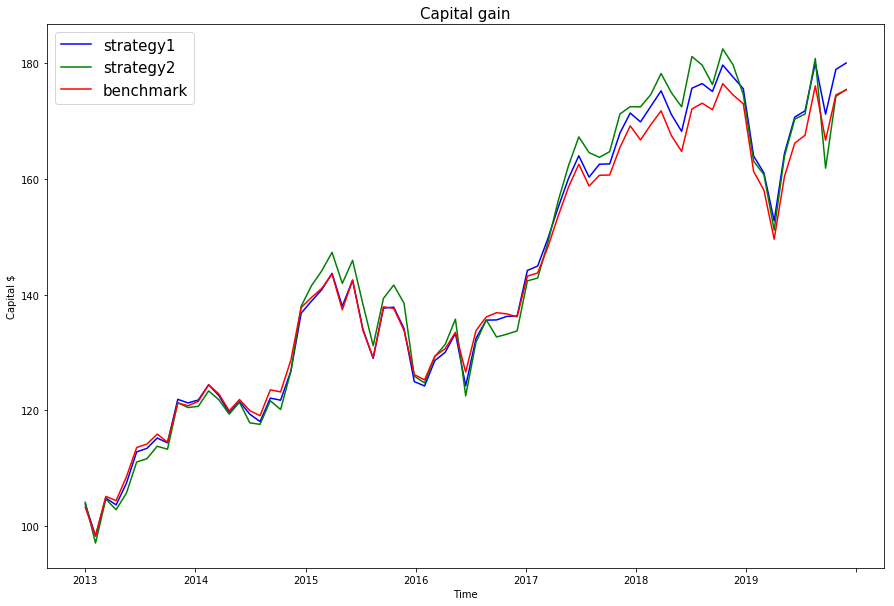 Capital gain
strategy1
strategy2
benchmark
180
160
140
120
100
Capital $
2013 2014 2015 2016 2017 2018 2019
Time